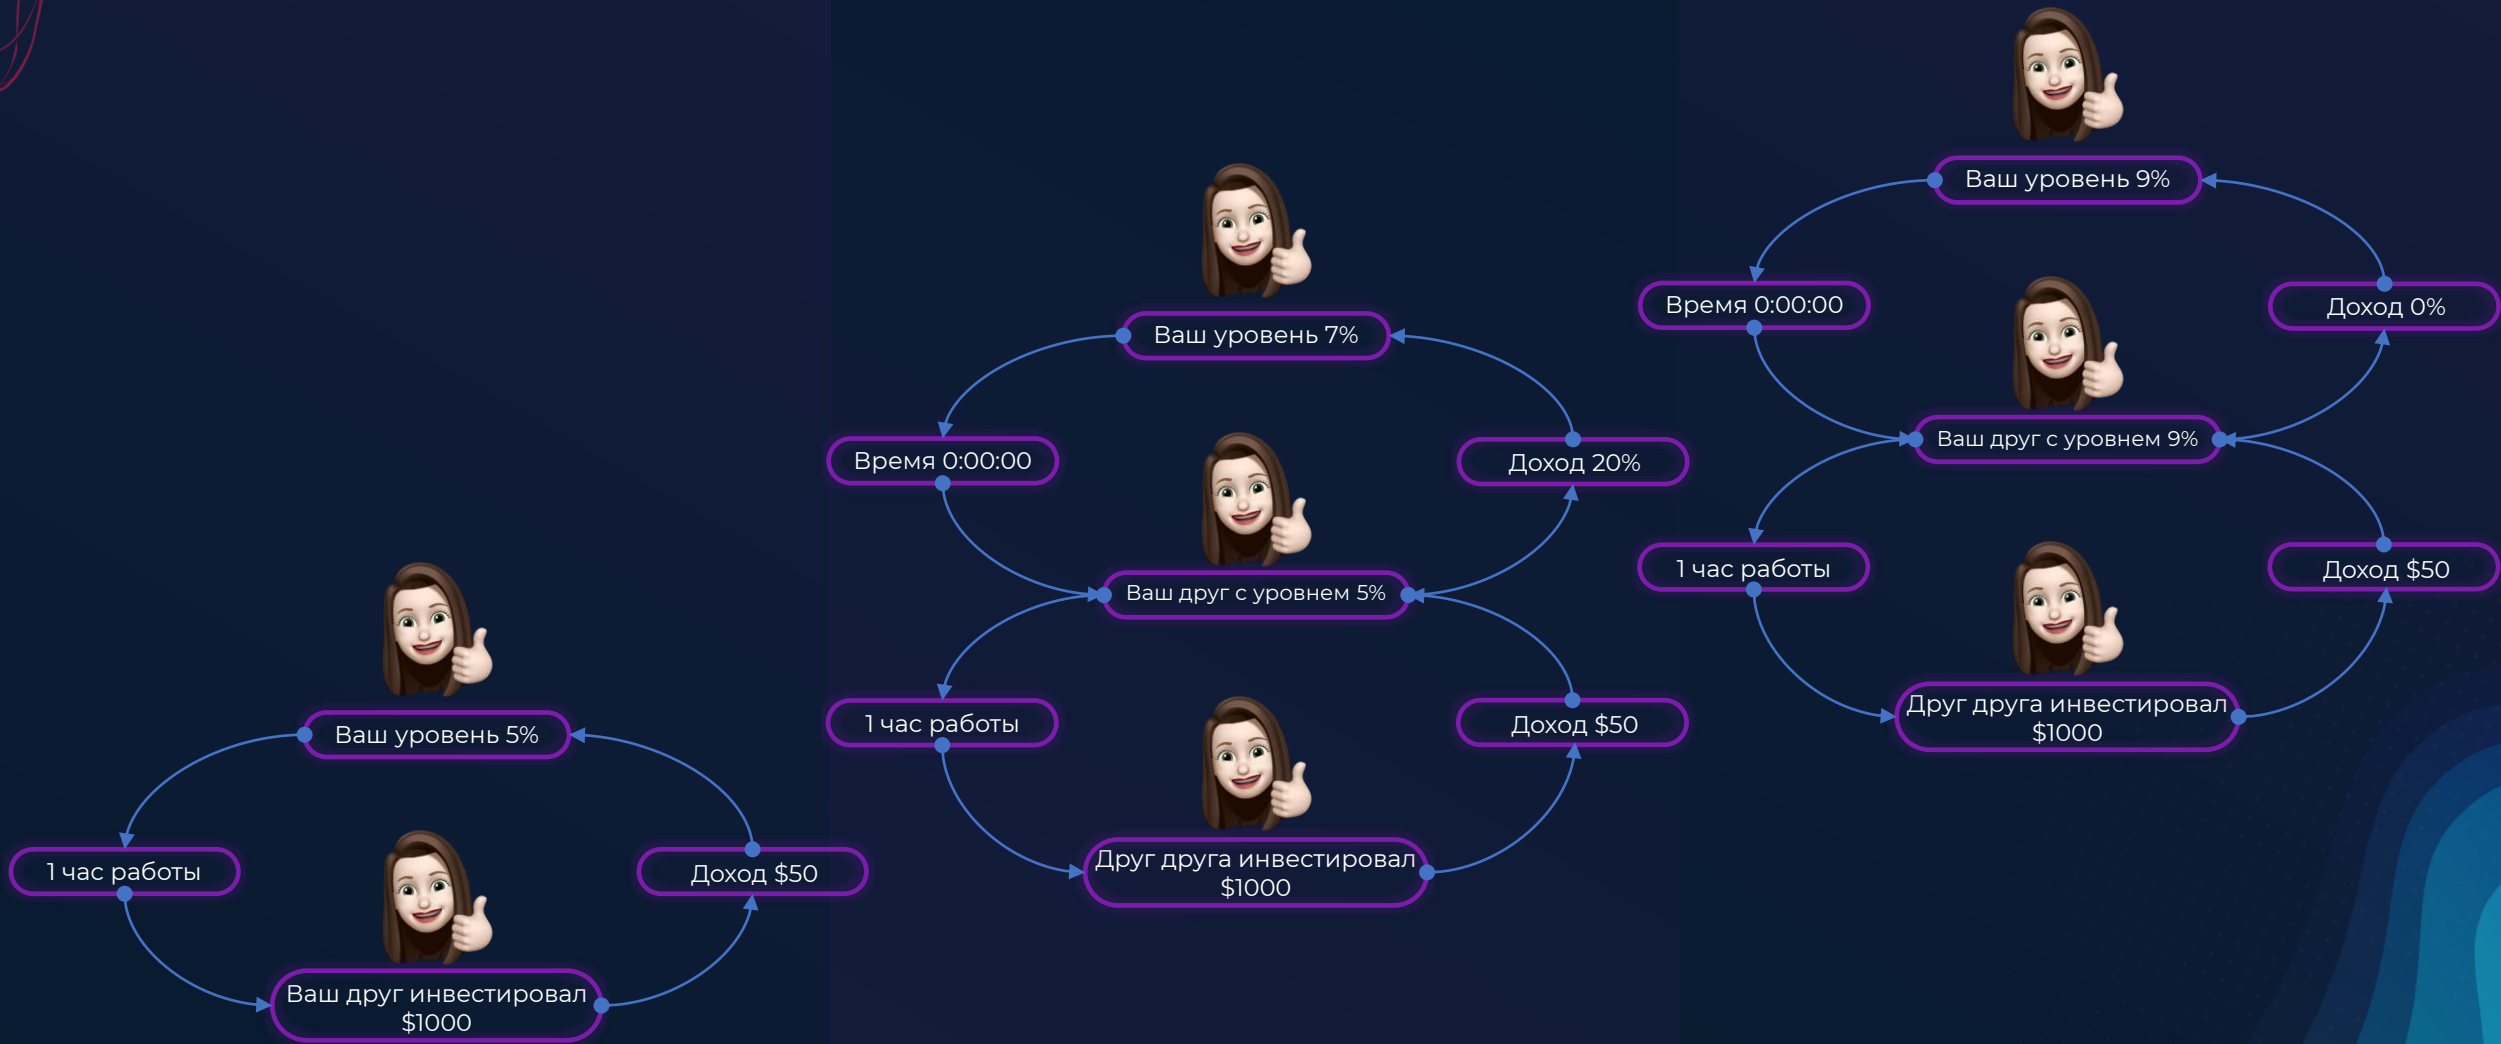 Ваш уровень 5%
1 час работы
Доход $50
Ваш друг инвестировал
$1000
Ваш уровень 7%
Время 0:00:00
Доход 20%
Ваш друг с уровнем 5%
1 час работы
Доход $50
Друг друга инвестировал
$1000
Ваш уровень 9%
Время 0:00:00
Доход 0%
Ваш друг с уровнем 9%
1 час работы
Доход $50
Друг друга инвестировал
$1000